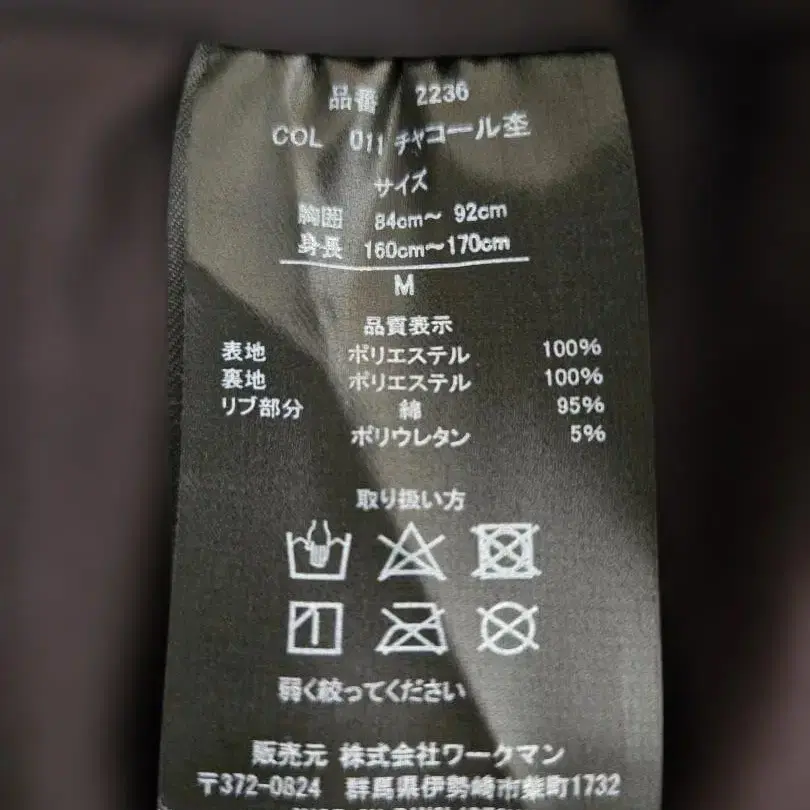 品番 2236
COL 011 チャコール杢
サイズ
胸囲 84cm～ 92cm
身長 160cm～170cm
M
品質表示
表地 ポリエステル 100%
裏地 ポリエステル 100%
リブ部分 綿 95%
ポリウレタン 5%
取り扱い方
弱く絞ってください
販売元 株式会社ワークマン
〒372-0824 群馬県伊勢崎市柴町1732